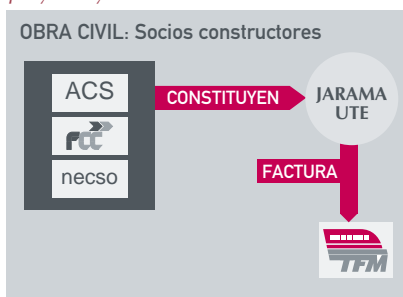 OBRA CIVIL: Socios constructores
ACS
CONSTITUYEN
JARAMA
UTE
fcc
necso
FACTURA
TFM